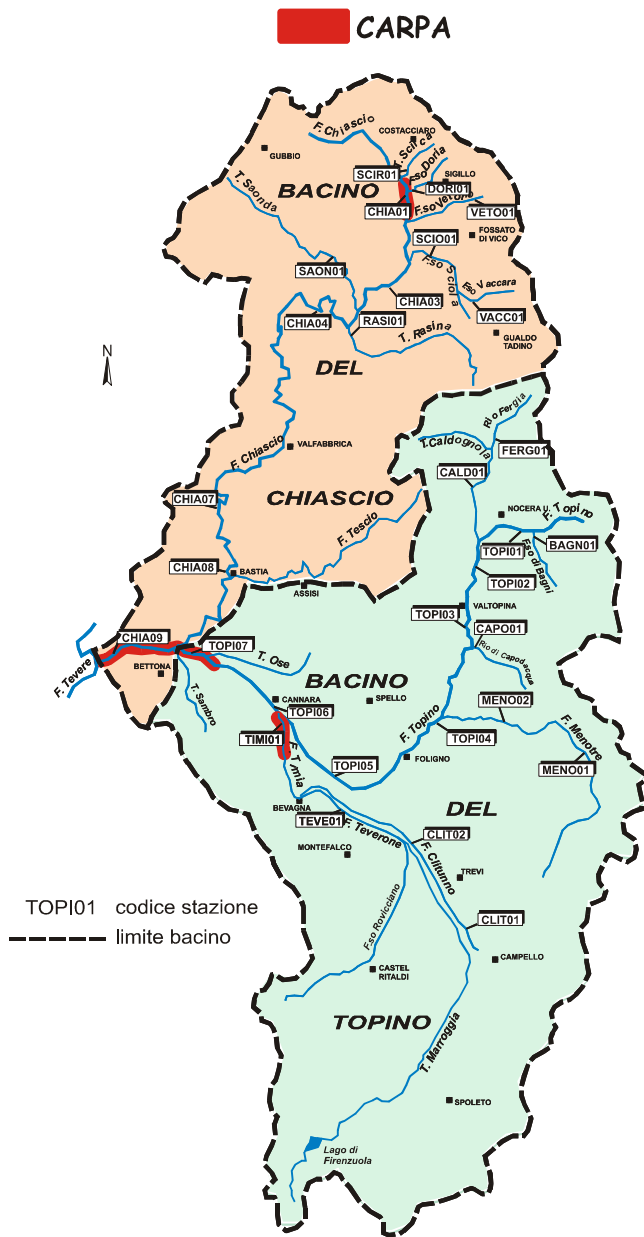 CARPA
F. Chiascio
COSTACCIARO
GUBBIO
T. Scirca
F.so Doria
SCIR01
SIGILLO
T. Saonda
BACINO
DORI01
CHIA01
F.so Vetorno
VETO01
SCIO01
FOSSATO
DI VICO
SAON01
F.so Sciola
F.so Vaccara
CHIA03
CHIA04
RASI01
VACC01
T. Rasina
GUALDO
TADINO
N
DEL
Rio Fergia
F. Chiascio
VALFABBRICA
T.Caldognola
FERG01
CALD01
CHIA07
CHIASCIO
NOCERA U.
F. Topino
F. Tescio
TOPI01
BAGN01
F.so di Bagni
CHIA08
BASTIA
TOPI02
ASSISI
TOPI03
VALTOPINA
CAPO01
CHIA09
TOPI07
Rio di Capodacqua
F. Tevere
BETTONA
T. Ose
T. Sambro
BACINO
CANNARA
SPELLO
MENO02
TOPI06
F. Topino
F. Menotre
TIMI01
TOPI04
F. Timia
TOPI05
FOLIGNO
MENO01
BEVAGNA
DEL
TEVE01
F. Teverone
CLIT02
MONTEFALCO
F. Clitunno
TREVI
TOPI01 codice stazione
CLIT01
F.so Rovicciano
limite bacino
CAMPELLO
CASTEL
RITALDI
TOPINO
T. Marroggia
SPOLETO
Lago di
Firenzuola